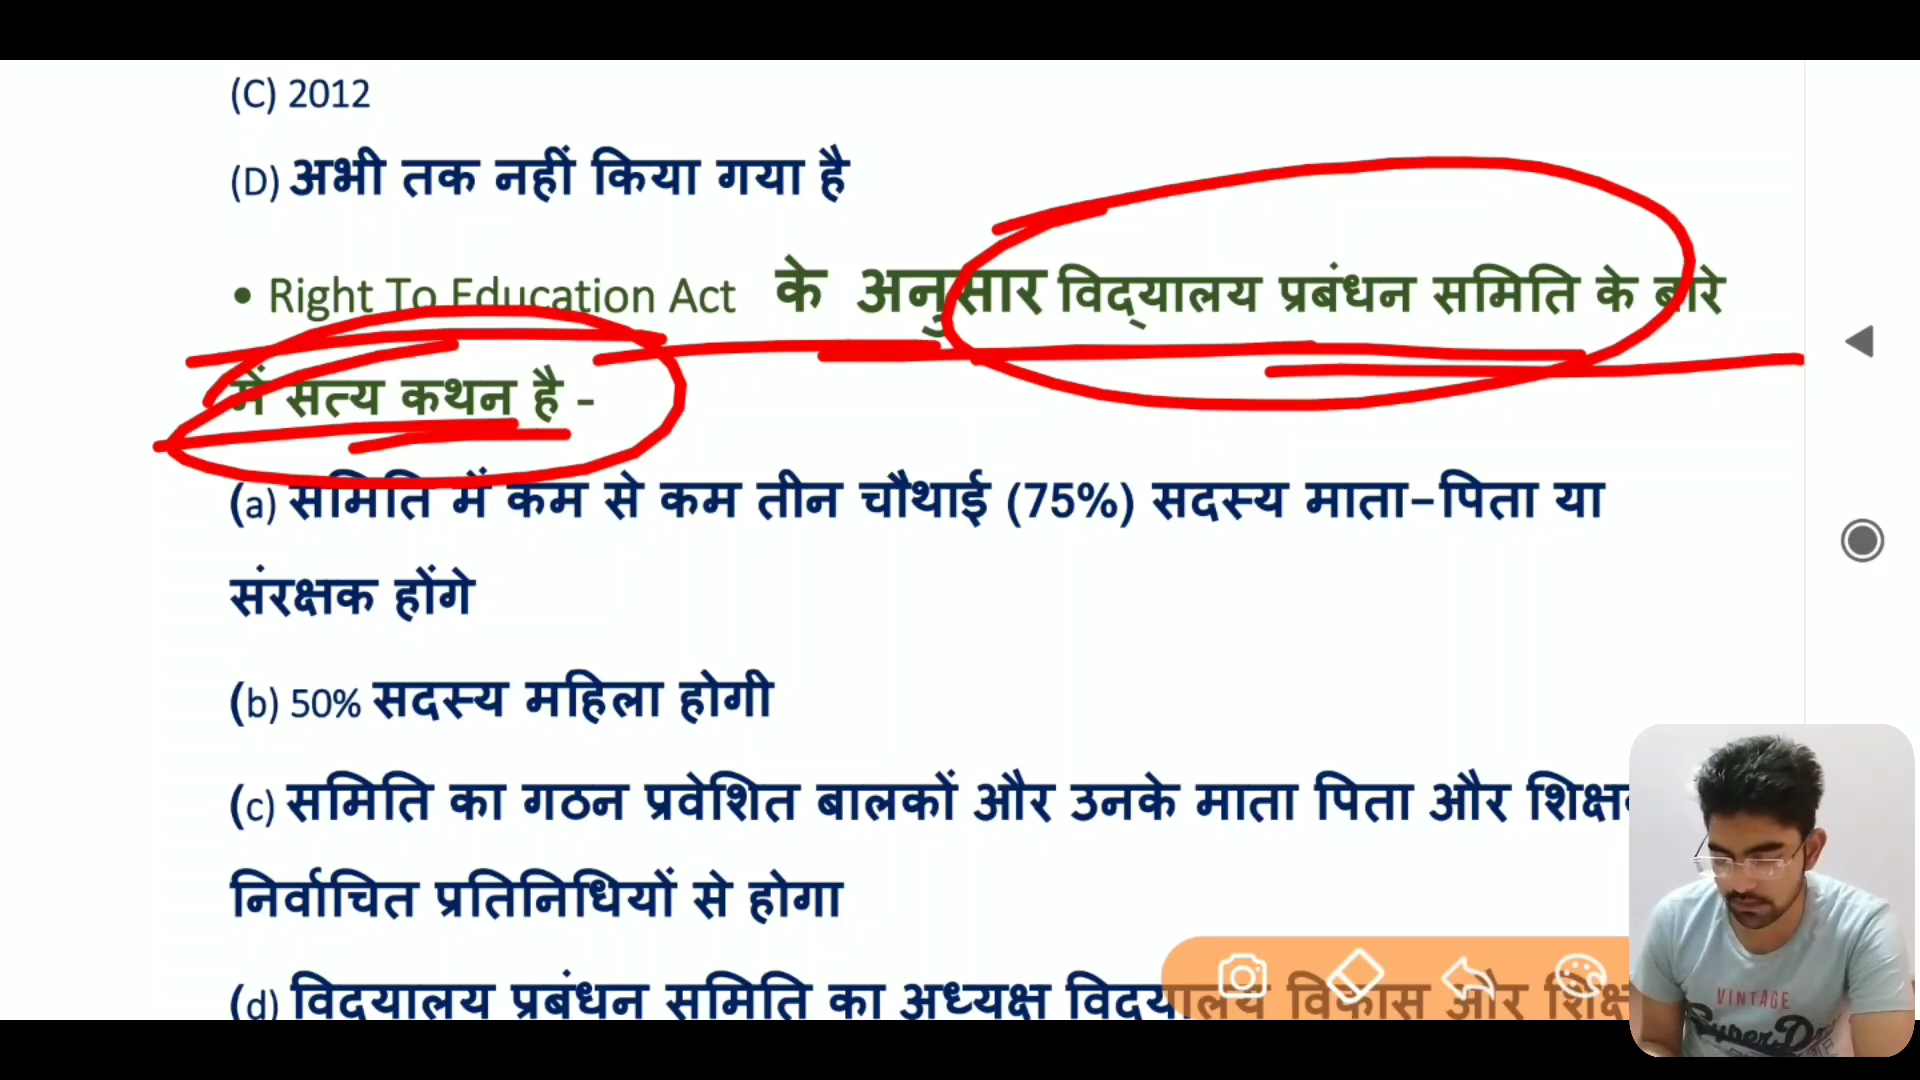 (C) 2012
(D) अभी तक नहीं किया गया है
• Right To Education Act के अनुसार विद्यालय प्रबंधन समिति के बारे
में सत्य कथन है -
(a) समिति में कम से कम तीन चौथाई (75%) सदस्य माता-पिता या
संरक्षक होंगे
(b) 50% सदस्य महिला होगी
(c) समिति का गठन प्रवेशित बालकों और उनके माता पिता और
निर्वाचित प्रतिनिधियों से होगा
(d) विद्यालय प्रबंधन समिति का अध्यक्ष विद्यालय विकास और
VINTAGE